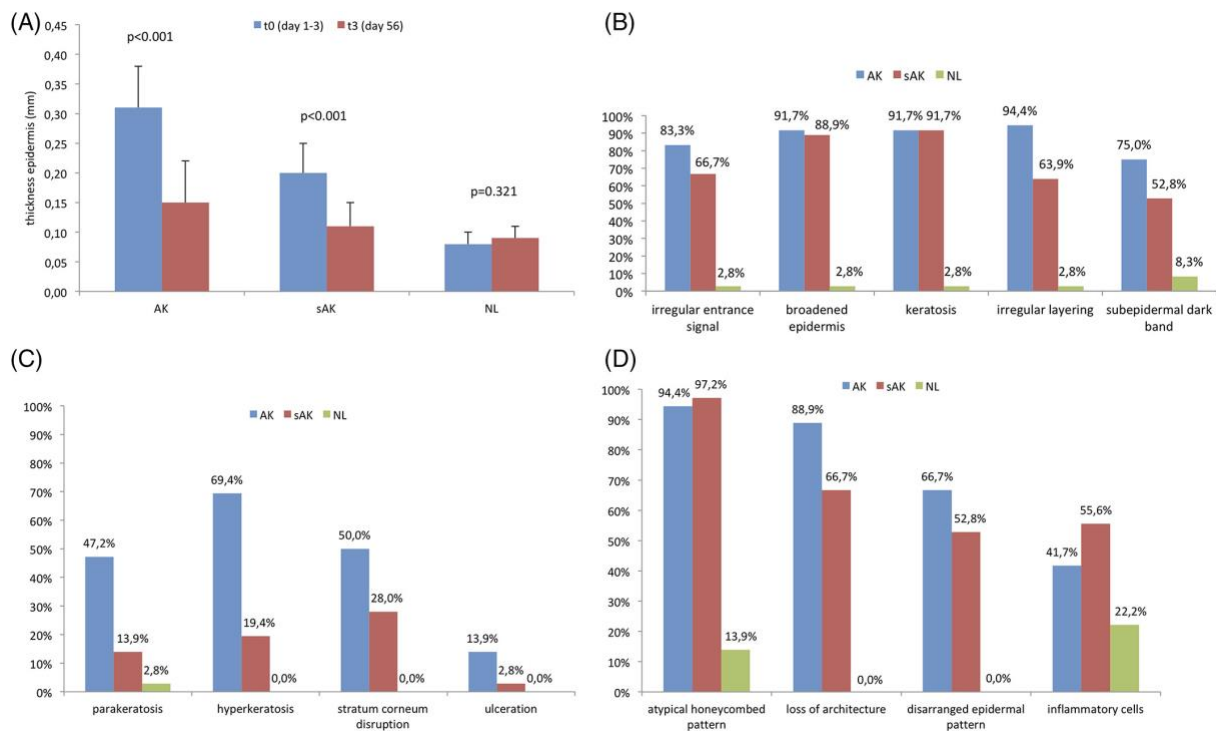 (A)
t0 (day 1-3) t3 (day 56)
thickness epidermis (mm)
0,45
0,40
0,35
0,30
0,25
0,20
0,15
0,10
0,05
0,00
p<0.001
p<0.001
p=0.321
AK sAK NL
(B)
AK sAK NL
100%
90%
80%
70%
60%
50%
40%
30%
20%
10%
0%
83,3% 66,7% 2,8%
91,7% 88,9% 2,8%
91,7% 91,7% 2,8%
94,4% 63,9% 2,8%
75,0% 52,8% 8,3%
irregular entrance
signal
broadened
epidermis
keratosis
irregular layering
subepidermal dark
band
(C)
AK sAK NL
100%
90%
80%
70%
60%
50%
40%
30%
20%
10%
0%
47,2% 13,9% 2,8%
69,4% 19,4% 0,0%
50,0% 28,0% 0,0%
13,9% 2,8% 0,0%
parakeratosis
hyperkeratosis
stratum corneum
disruption
ulceration
(D)
AK sAK NL
100%
90%
80%
70%
60%
50%
40%
30%
20%
10%
0%
94,4% 97,2% 13,9%
88,9% 66,7% 0,0%
66,7% 52,8% 0,0%
41,7% 55,6% 22,2%
atypical honeycombed
pattern
loss of architecture
disarranged epidermal
pattern
inflammatory cells